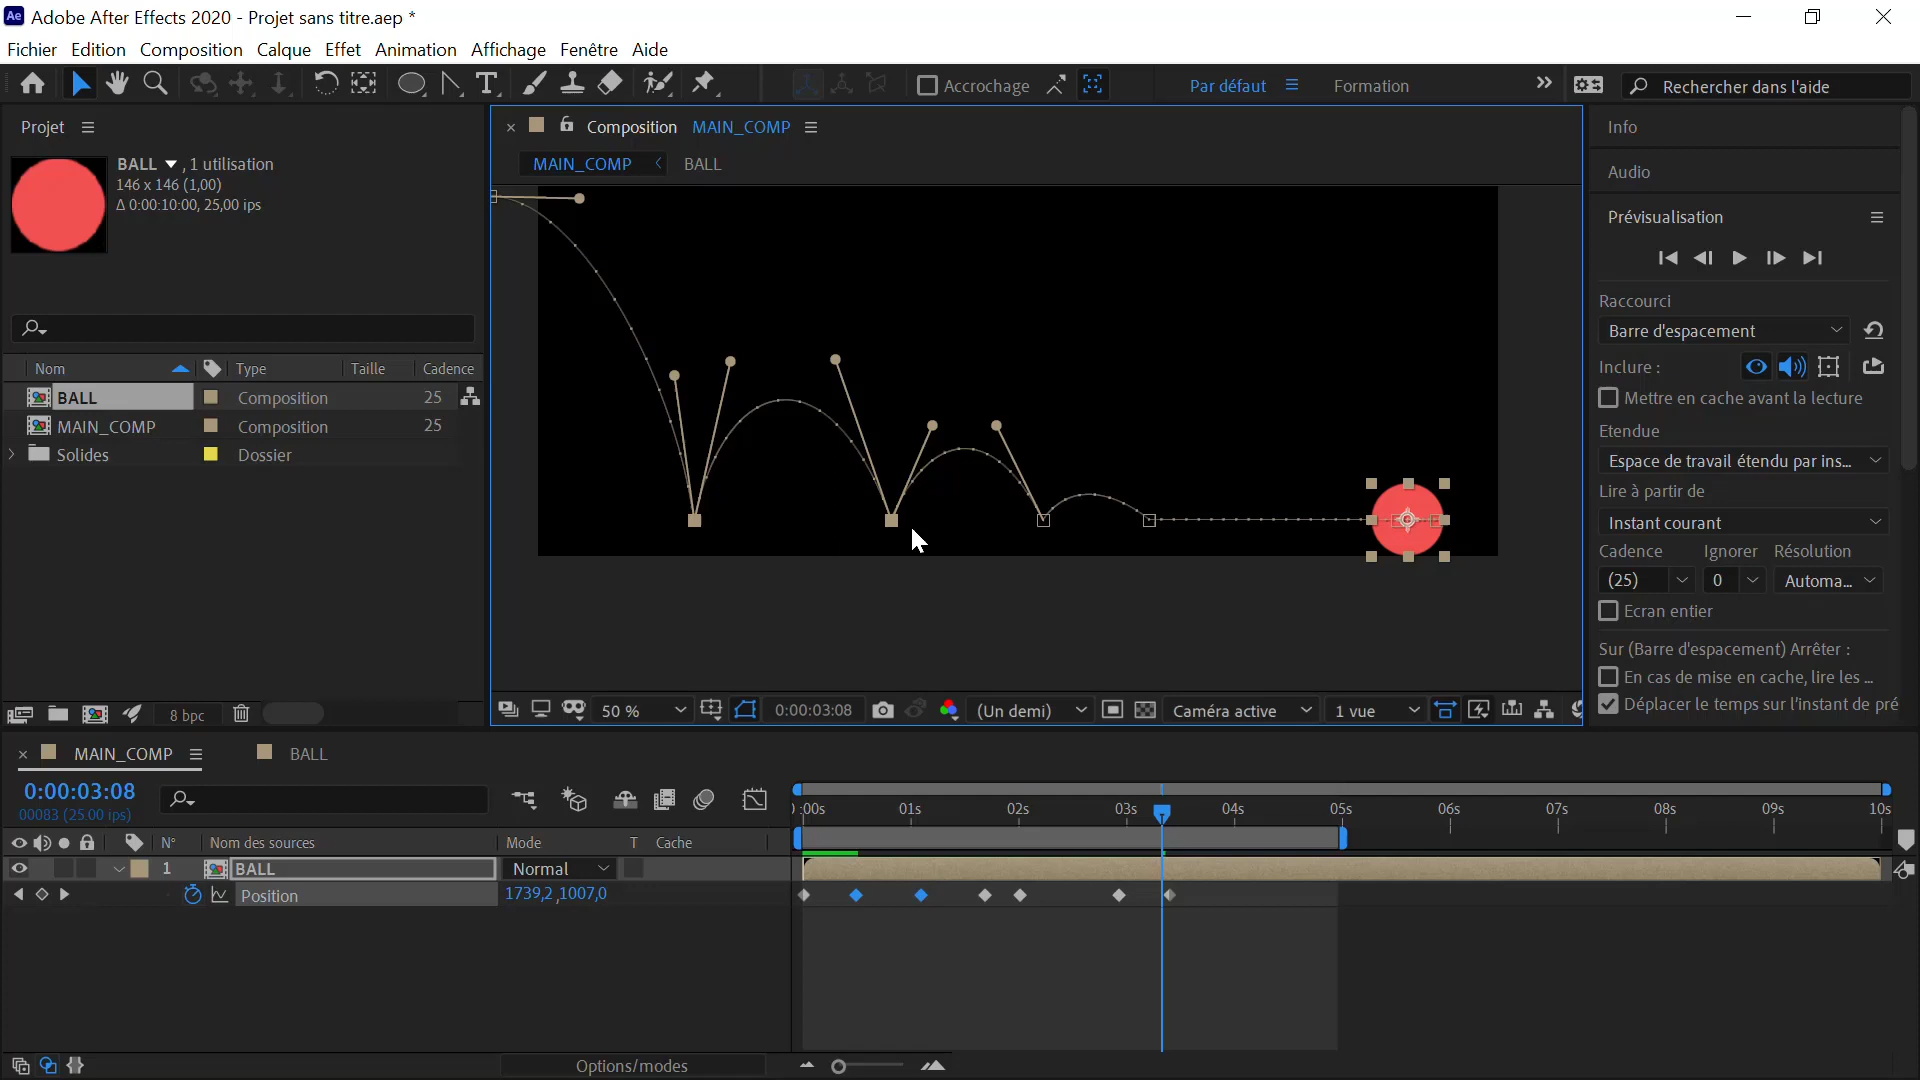 Adobe After Effects 2020 - Projet sans titre.aep *
Fichier Edition Composition Calque Effet Animation Affichage Fenêtre Aide
Accrochage Par défaut Formation Rechercher dans l'aide
Projet
BALL , 1 utilisation
146 x 146 (1,00)
Δ 0:00:10:00, 25,00 ips
Nom Type Taille Cadence
BALL Composition 25
MAIN_COMP Composition 25
Solides Dossier
8 bpc
Composition MAIN_COMP
MAIN_COMP BALL
50 % 0:00:03:08 (Un demi) Caméra active 1 vue
Info
Audio
Prévisualisation
Raccourci
Barre d'espacement
Inclure :
Mettre en cache avant la lecture
Etendue
Espace de travail étendu par ins...
Lire à partir de
Instant courant
Cadence Ignorer Résolution
(25) 0 Automa...
Ecran entier
Sur (Barre d'espacement) Arrêter :
En cas de mise en cache, lire les ...
Déplacer le temps sur l'instant de pré
MAIN_COMP BALL
0:00:03:08
00083 (25.00 ips)
:00s 01s 02s 03s 04s 05s 06s 07s 08s 09s 10s
N° Nom des sources Mode T Cache
1 BALL Normal
Position 1739,2 ,1007,0
Options/modes